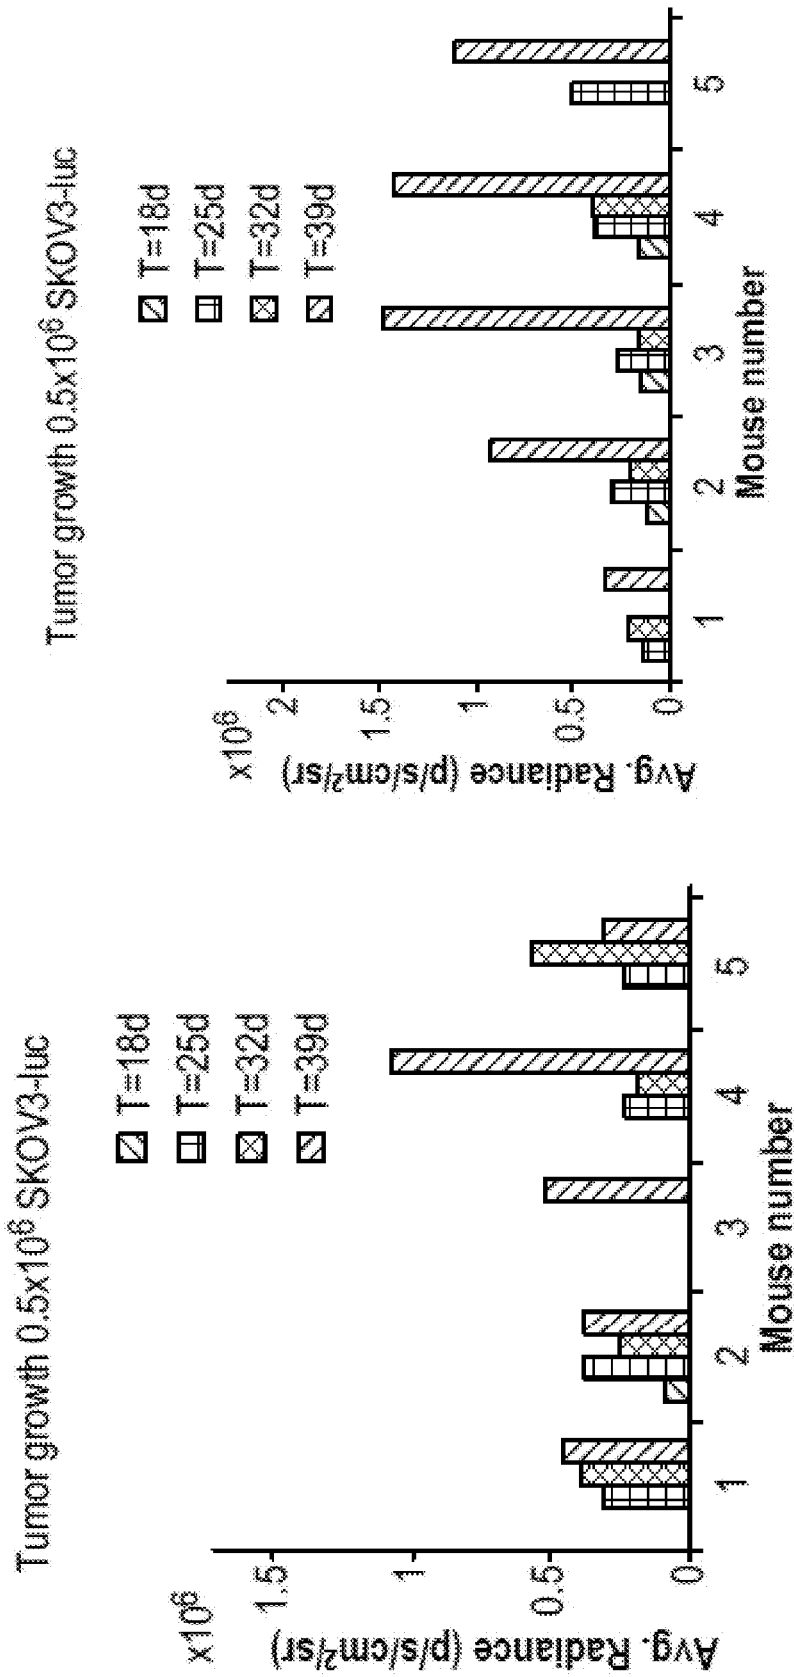 Tumor growth 0.5x10⁶ SKOV3-luc
T=18d
T=25d
T=32d
T=39d
x10⁶
1.5
1
0.5
0
Avg. Radiance (p/s/cm²/sr)
1 2 3 4 5
Mouse number
Tumor growth 0.5x10⁶ SKOV3-luc
T=18d
T=25d
T=32d
T=39d
x10⁶
2
1.5
1
0.5
0
Avg. Radiance (p/s/cm²/sr)
1 2 3 4 5
Mouse number